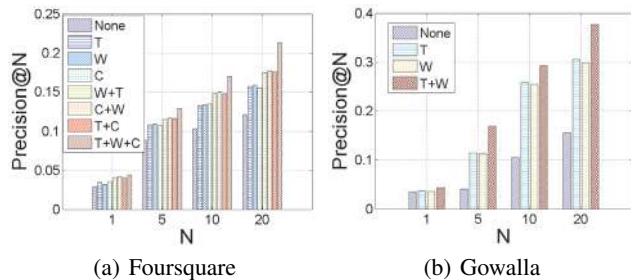 Precision@N
0.25
0.2
0.15
0.1
0.05
0
None
T
W
C
W+T
C+W
T+C
T+W+C
1
5
10
20
N
(a) Foursquare
Precision@N
0.4
0.3
0.2
0.1
0
None
T
W
T+W
1
5
10
20
N
(b) Gowalla